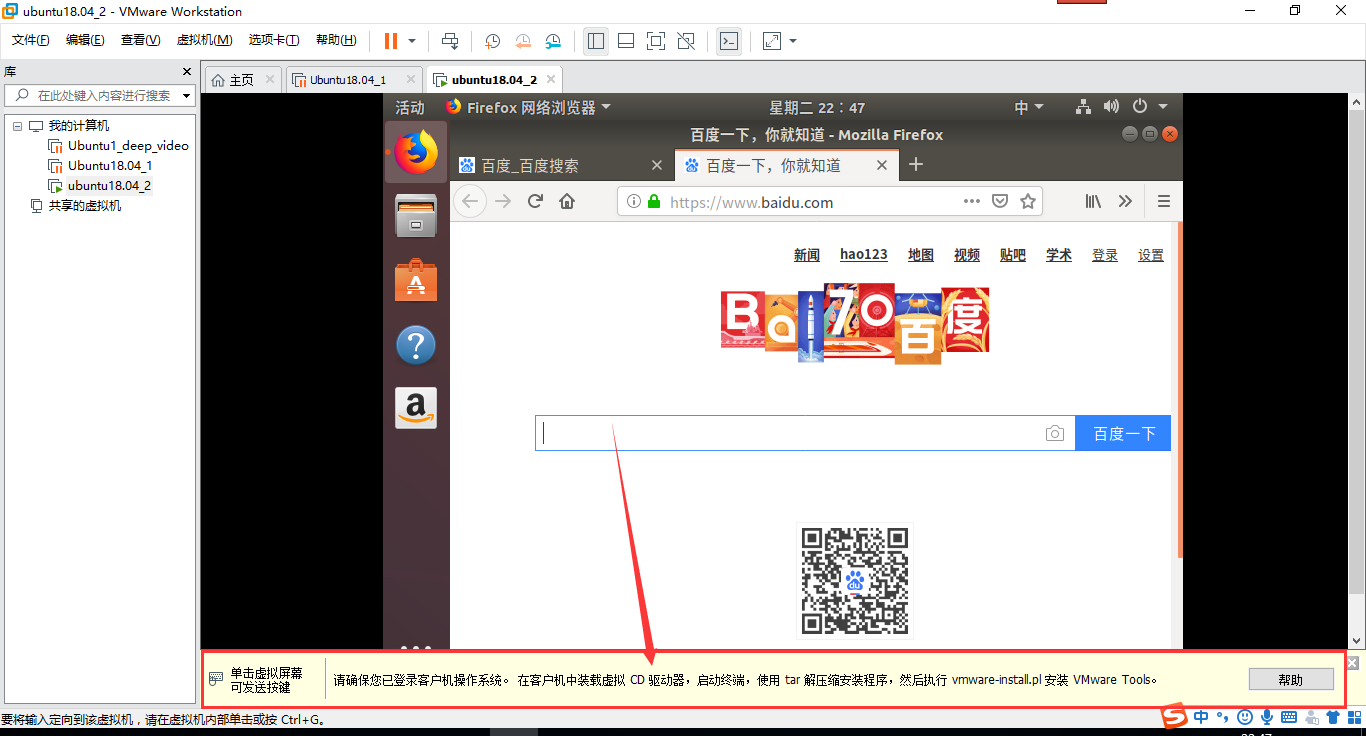 ubuntu18.04_2 - VMware Workstation
文件(F) 编辑(E) 查看(V) 虚拟机(M) 选项卡(T) 帮助(H)
库
在此处键入内容进行搜索
我的计算机
Ubuntu1_deep_video
Ubuntu18.04_1
ubuntu18.04_2
共享的虚拟机
主页 Ubuntu18.04_1 ubuntu18.04_2
活动 Firefox 网络浏览器 星期二 22：47 中
百度一下，你就知道 - Mozilla Firefox
百度_百度搜索 百度一下，你就知道
https://www.baidu.com
新闻 hao123 地图 视频 贴吧 学术 登录 设置
Bai70百度
百度一下
du
单击虚拟屏幕
可发送按键
请确保您已登录客户机操作系统。在客户机中装载虚拟 CD 驱动器，启动终端，使用 tar 解压缩安装程序，然后执行 vmware-install.pl 安装 VMware Tools。
帮助
要将输入定向到该虚拟机，请在虚拟机内部单击或按 Ctrl+G。
中